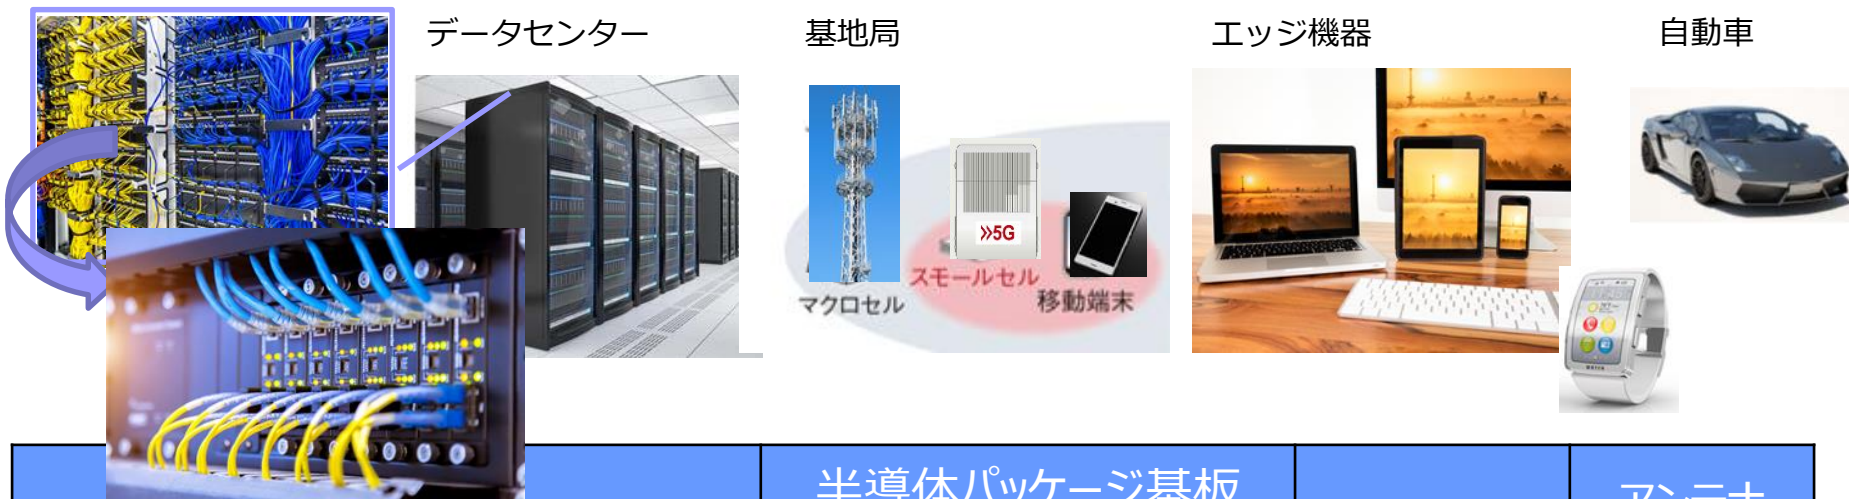 データセンター
基地局
エッジ機器
自動車
»5G
スモールセル
マクロセル
移動端末
半導体パッケージ基板
アンテナ